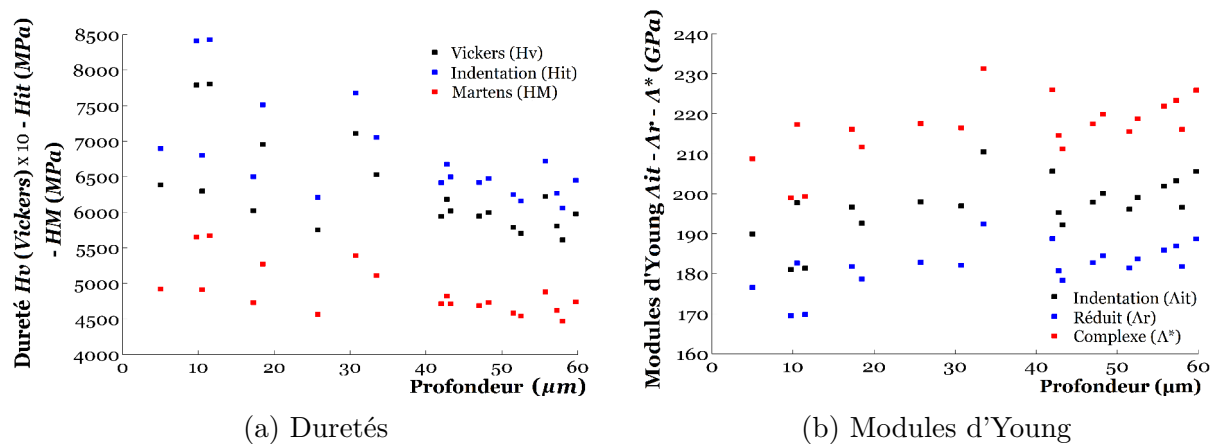 Dureté Hv (Vickers) x 10 - Hit (MPa)
- HM (MPa)
8500
8000
7500
7000
6500
6000
5500
5000
4500
4000
0
10
20
30
40
50
60
Profondeur (μm)
Vickers (Hv)
Indentation (Hit)
Martens (HM)
(a) Duretés
Modules d'Young Λit - Λr - Λ* (GPa)
240
230
220
210
200
190
180
170
160
0
10
20
30
40
50
60
Profondeur (μm)
Indentation (Λit)
Réduit (Λr)
Complexe (Λ*)
(b) Modules d'Young